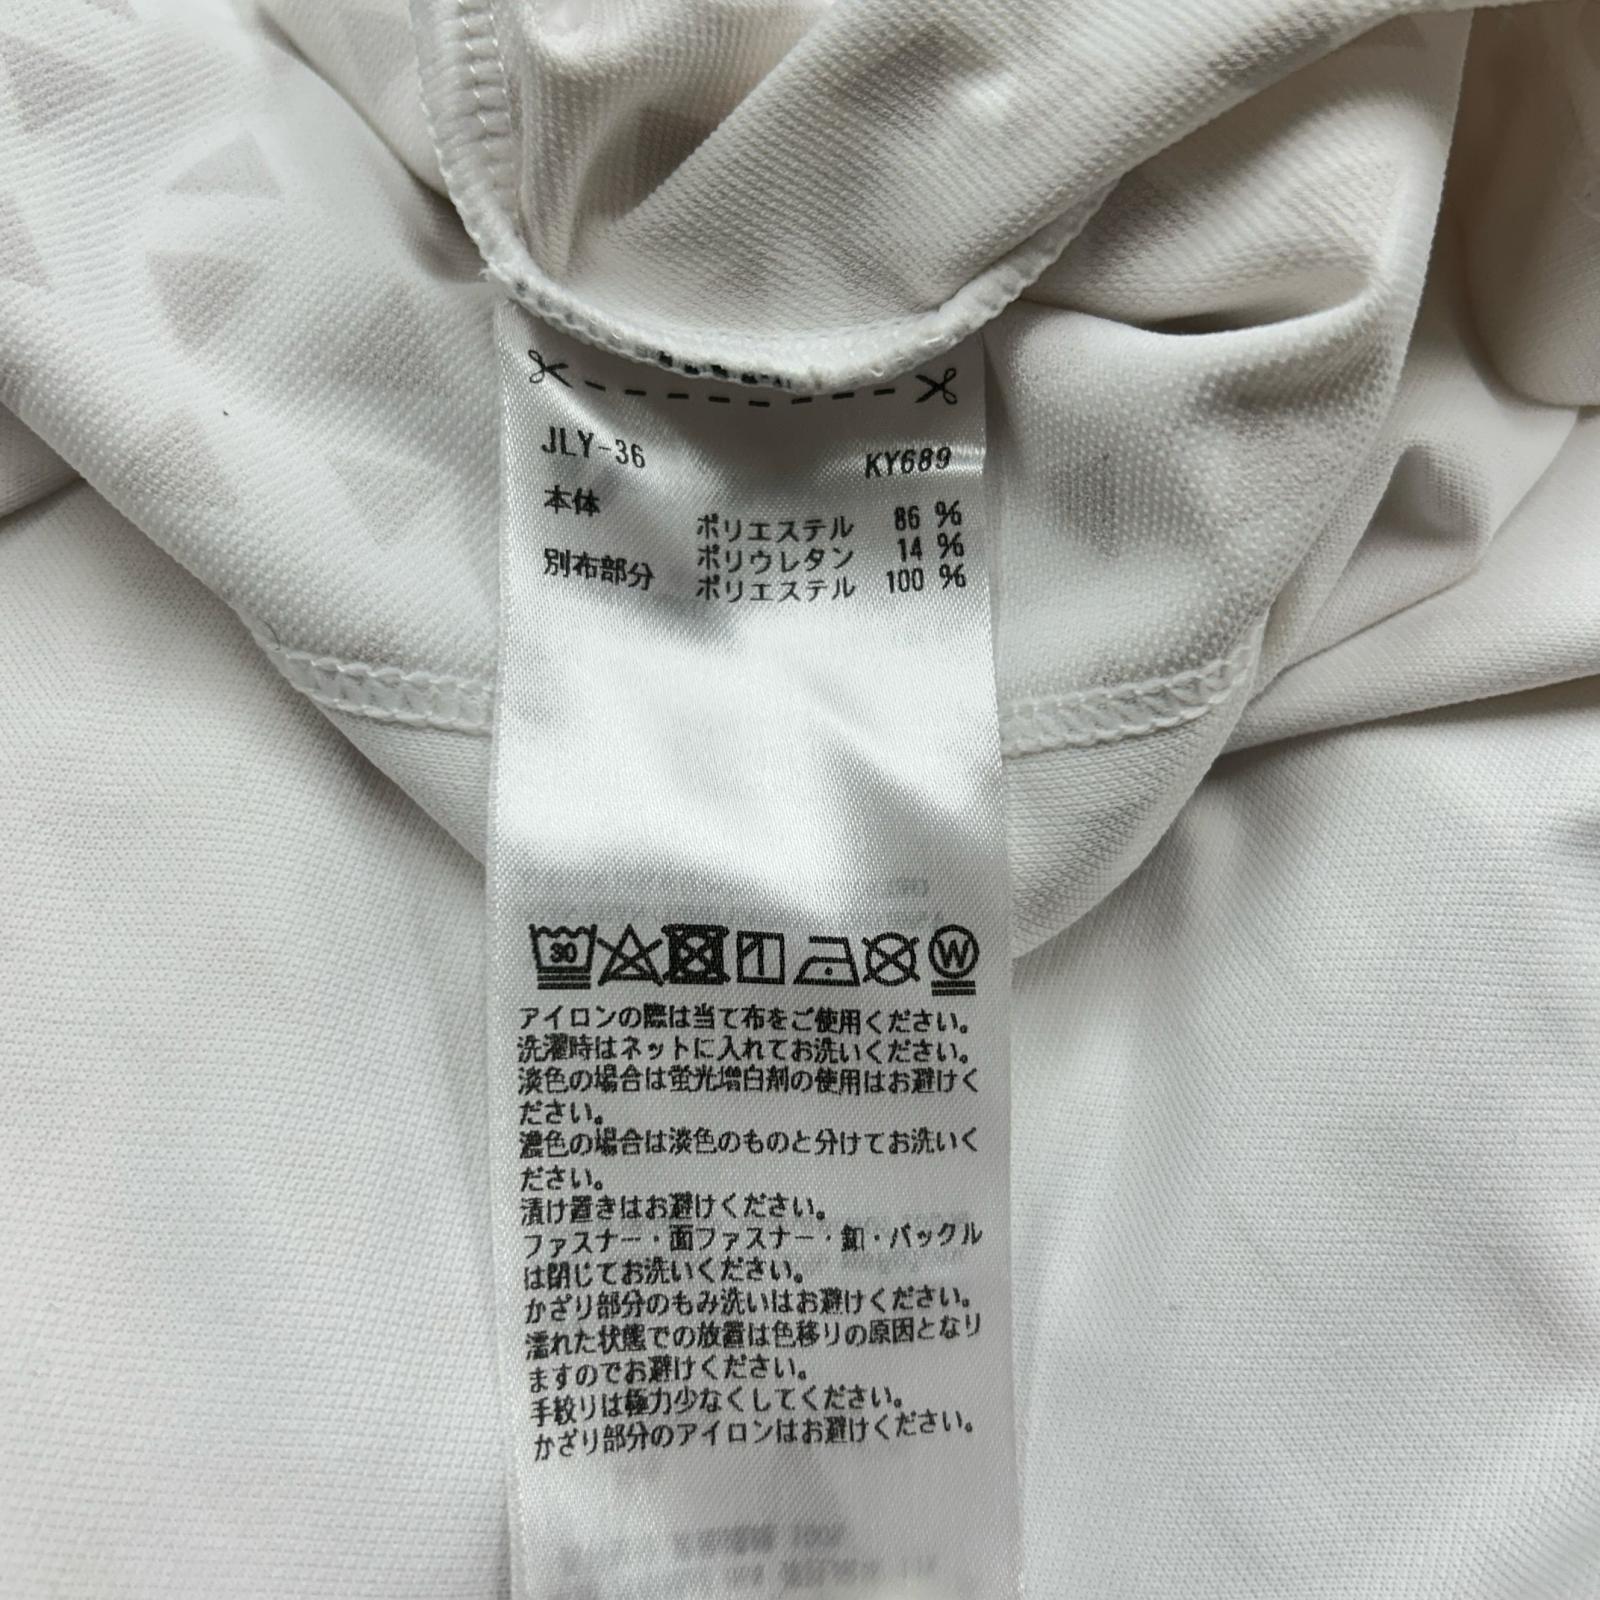 JLY-36 KY689
本体 ポリエステル 86 %
ポリウレタン 14 %
別布部分 ポリエステル 100 %
30 W
アイロンの際は当て布をご使用ください。
洗濯時はネットに入れてお洗いください。
淡色の場合は蛍光増白剤の使用はお避けく
ださい。
濃色の場合は淡色のものと分けてお洗いく
ださい。
漬け置きはお避けください。
ファスナー・面ファスナー・釦・バックル
は閉じてお洗いください。
かざり部分のもみ洗いはお避けください。
濡れた状態での放置は色移りの原因となり
ますのでお避けください。
手絞りは極力少なくしてください。
かざり部分のアイロンはお避けください。